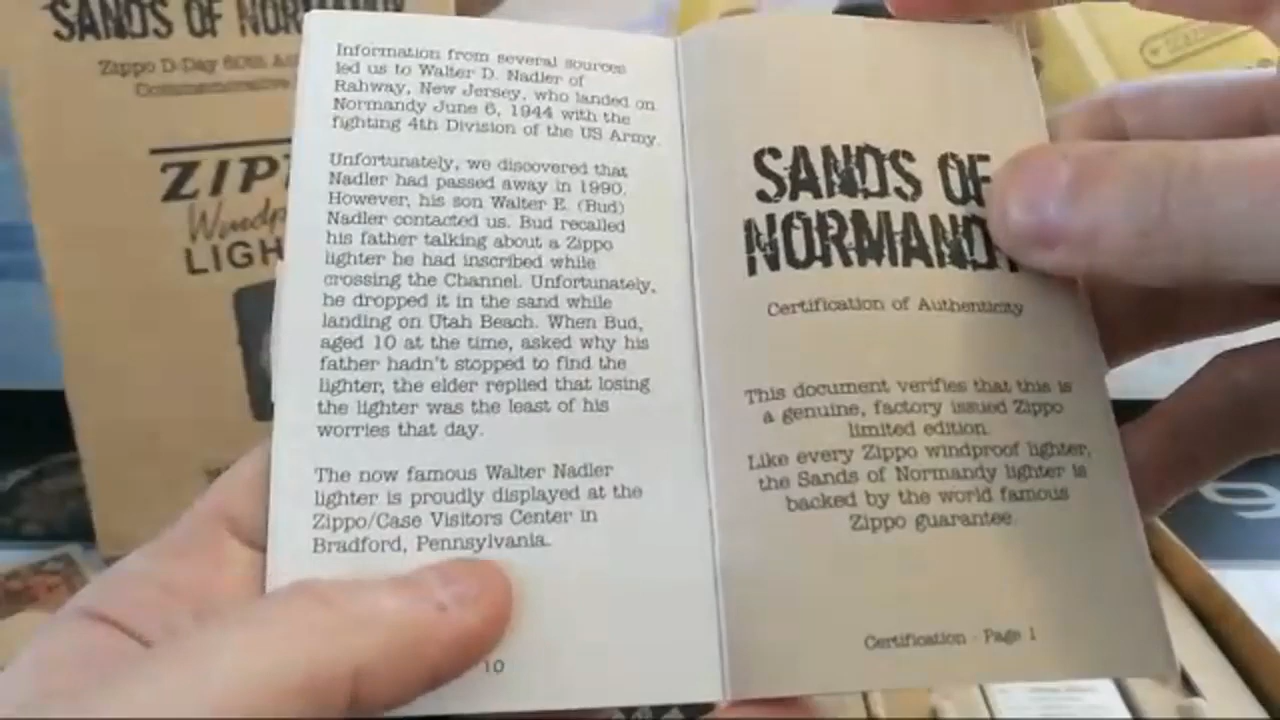 SANDS OF
Zippo D-Day 60th
Commemorative
ZIP
LIGH
Information from several sources
led us to Walter D. Nadler of
Rahway, New Jersey, who landed on
Normandy June 6, 1944 with the
fighting 4th Division of the US Army.
Unfortunately, we discovered that
Nadler had passed away in 1990.
However, his son Walter E. (Bud)
Nadler contacted us. Bud recalled
his father talking about a Zippo
lighter he had inscribed while
crossing the Channel. Unfortunately,
he dropped it in the sand while
landing on Utah Beach. When Bud,
aged 10 at the time, asked why his
father hadn't stopped to find the
lighter, the elder replied that losing
the lighter was the least of his
worries that day.
The now famous Walter Nadler
lighter is proudly displayed at the
Zippo/Case Visitors Center in
Bradford, Pennsylvania.
10
SANDS OF
NORMANDY
Certification of Authenticity
This document verifies that this is
a genuine, factory issued Zippo
limited edition.
Like every Zippo windproof lighter,
the Sands of Normandy lighter is
backed by the world famous
Zippo guarantee.
Certification - Page 1